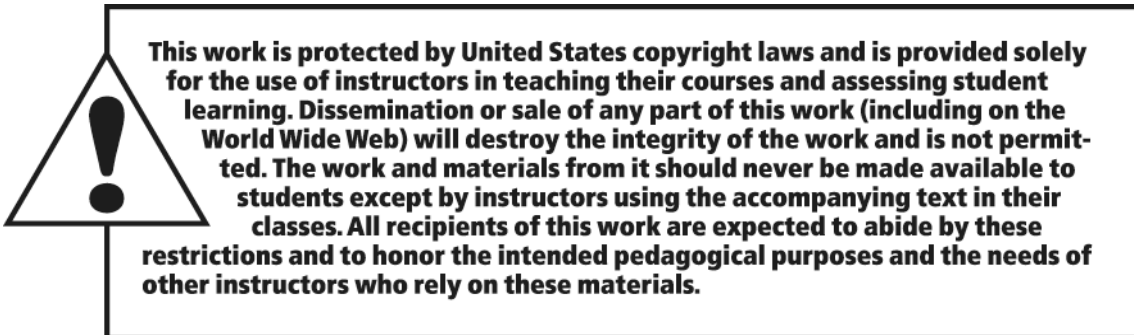 This work is protected by United States copyright laws and is provided solely
for the use of instructors in teaching their courses and assessing student
learning. Dissemination or sale of any part of this work (including on the
World Wide Web) will destroy the integrity of the work and is not permit-
ted. The work and materials from it should never be made available to
students except by instructors using the accompanying text in their
classes. All recipients of this work are expected to abide by these
restrictions and to honor the intended pedagogical purposes and the needs of
other instructors who rely on these materials.